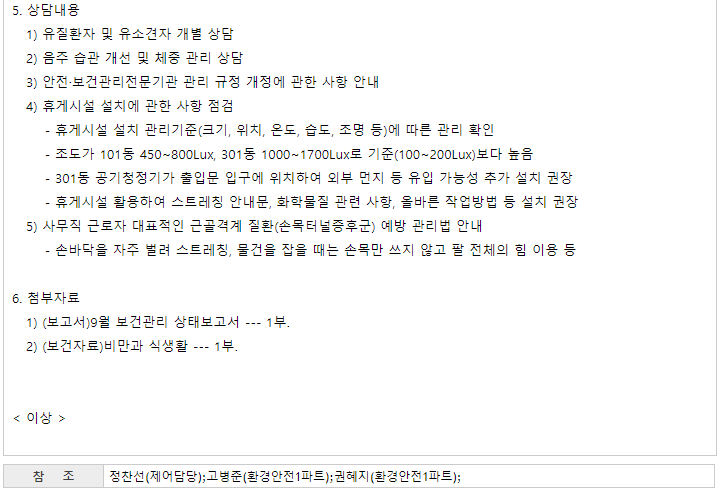 5. 상담내용
1) 유질환자 및 유소견자 개별 상담
2) 음주 습관 개선 및 체중 관리 상담
3) 안전·보건관리전문기관 관리 규정 개정에 관한 사항 안내
4) 휴게시설 설치에 관한 사항 점검
- 휴게시설 설치 관리기준(크기, 위치, 온도, 습도, 조명 등)에 따른 관리 확인
- 조도가 101동 450~800Lux, 301동 1000~1700Lux로 기준(100~200Lux)보다 높음
- 301동 공기청정기가 출입문 입구에 위치하여 외부 먼지 등 유입 가능성 추가 설치 권장
- 휴게시설 활용하여 스트레칭 안내문, 화학물질 관련 사항, 올바른 작업방법 등 설치 권장
5) 사무직 근로자 대표적인 근골격계 질환(손목터널증후군) 예방 관리법 안내
- 손바닥을 자주 벌려 스트레칭, 물건을 잡을 때는 손목만 쓰지 않고 팔 전체의 힘 이용 등
6. 첨부자료
1) (보고서)9월 보건관리 상태보고서 --- 1부.
2) (보건자료)비만과 식생활 --- 1부.
< 이상 >
참 조 정찬선(제어담당);고병준(환경안전1파트);권혜지(환경안전1파트);